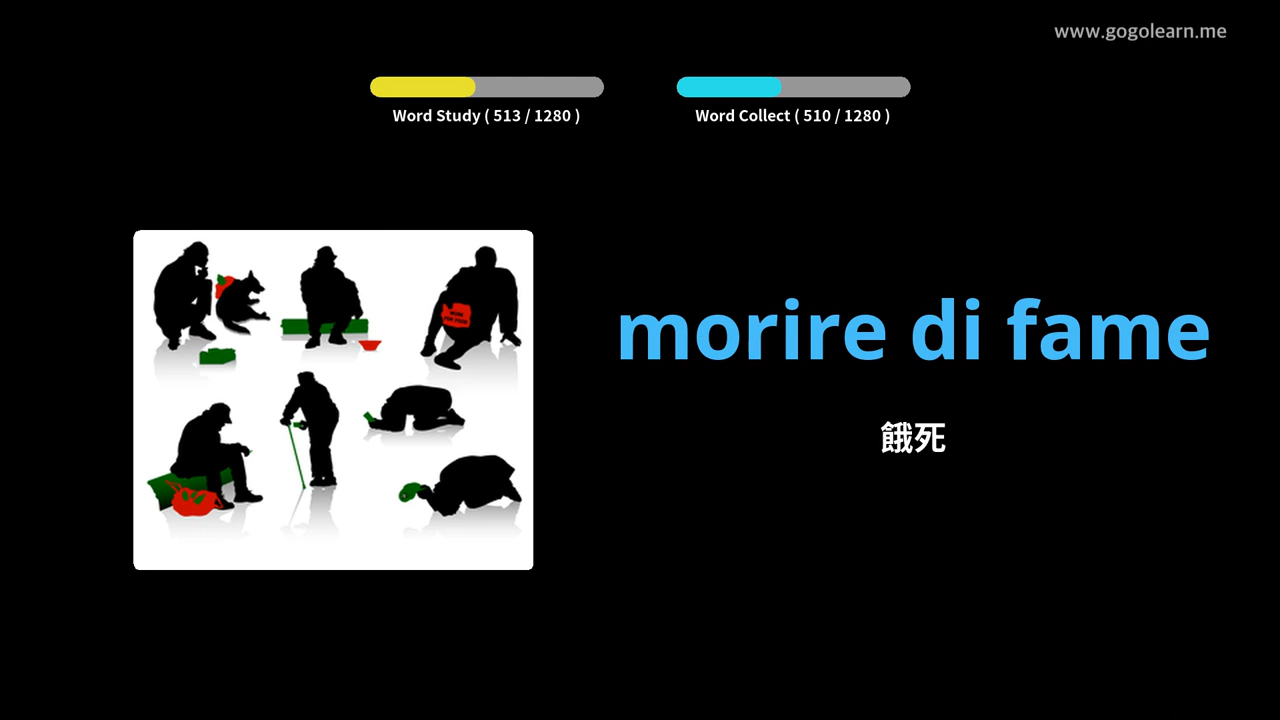 www.gogolearn.me
Word Study ( 513 / 1280 )
Word Collect ( 510 / 1280 )
morire di fame
餓死